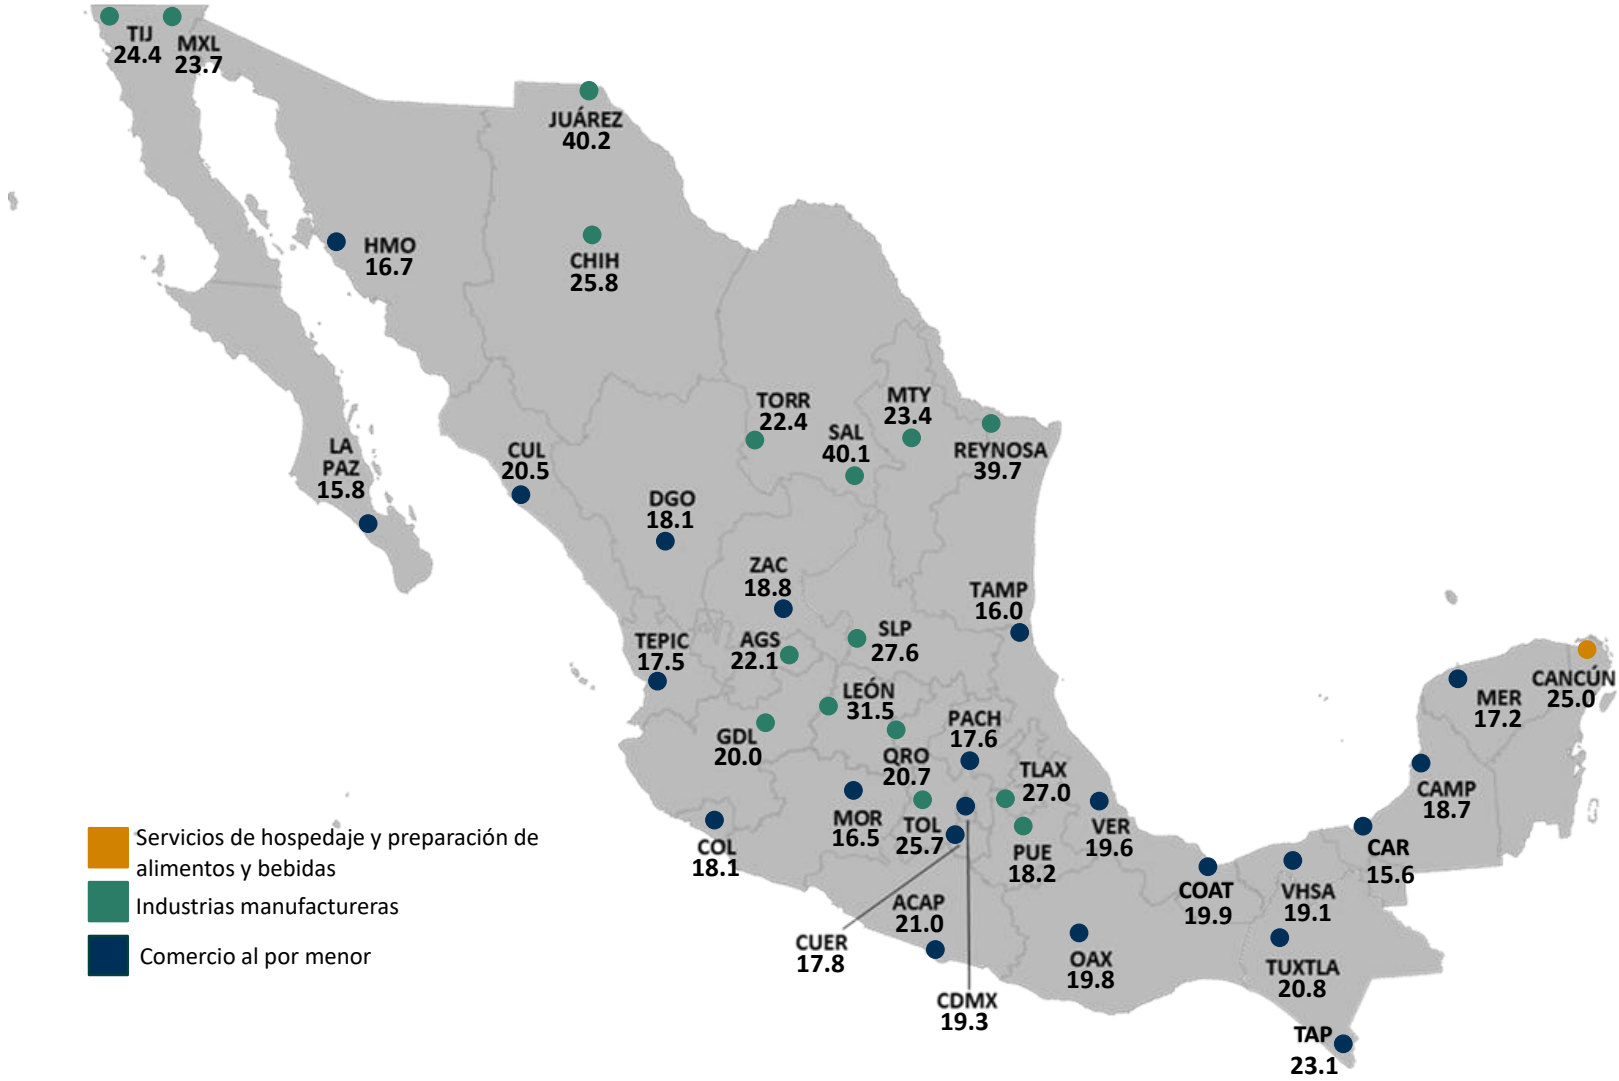 TIJ
24.4
MXL
23.7
JUÁREZ
40.2
HMO
16.7
CHIH
25.8
LA
PAZ
15.8
CUL
20.5
TORR
22.4
SAL
40.1
MTY
23.4
REYNOSA
39.7
DGO
18.1
ZAC
18.8
TAMP
16.0
TEPIC
17.5
AGS
22.1
SLP
27.6
LEÓN
31.5
GDL
20.0
QRO
20.7
PACH
17.6
TLAX
27.0
MER
17.2
CANCÚN
25.0
CAMP
18.7
COL
18.1
MOR
16.5
TOL
25.7
PUE
18.2
VER
19.6
CAR
15.6
COAT
19.9
VHSA
19.1
ACAP
21.0
CUER
17.8
CDMX
19.3
OAX
19.8
TUXTLA
20.8
TAP
23.1
Servicios de hospedaje y preparación de
alimentos y bebidas
Industrias manufactureras
Comercio al por menor